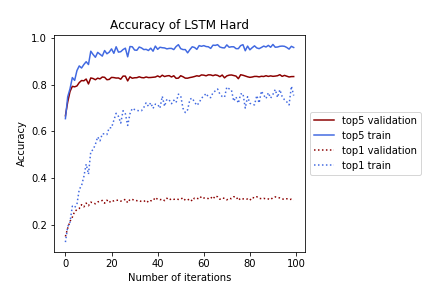 Accuracy of LSTM Hard
1.0
0.8
0.6
0.4
0.2
Accuracy
0 20 40 60 80 100
Number of iterations
top5 validation
top5 train
top1 validation
top1 train